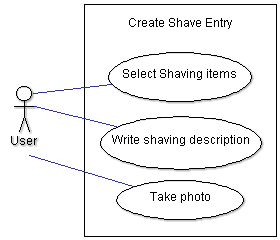 Create Shave Entry
Select Shaving items
User
Write shaving description
Take photo